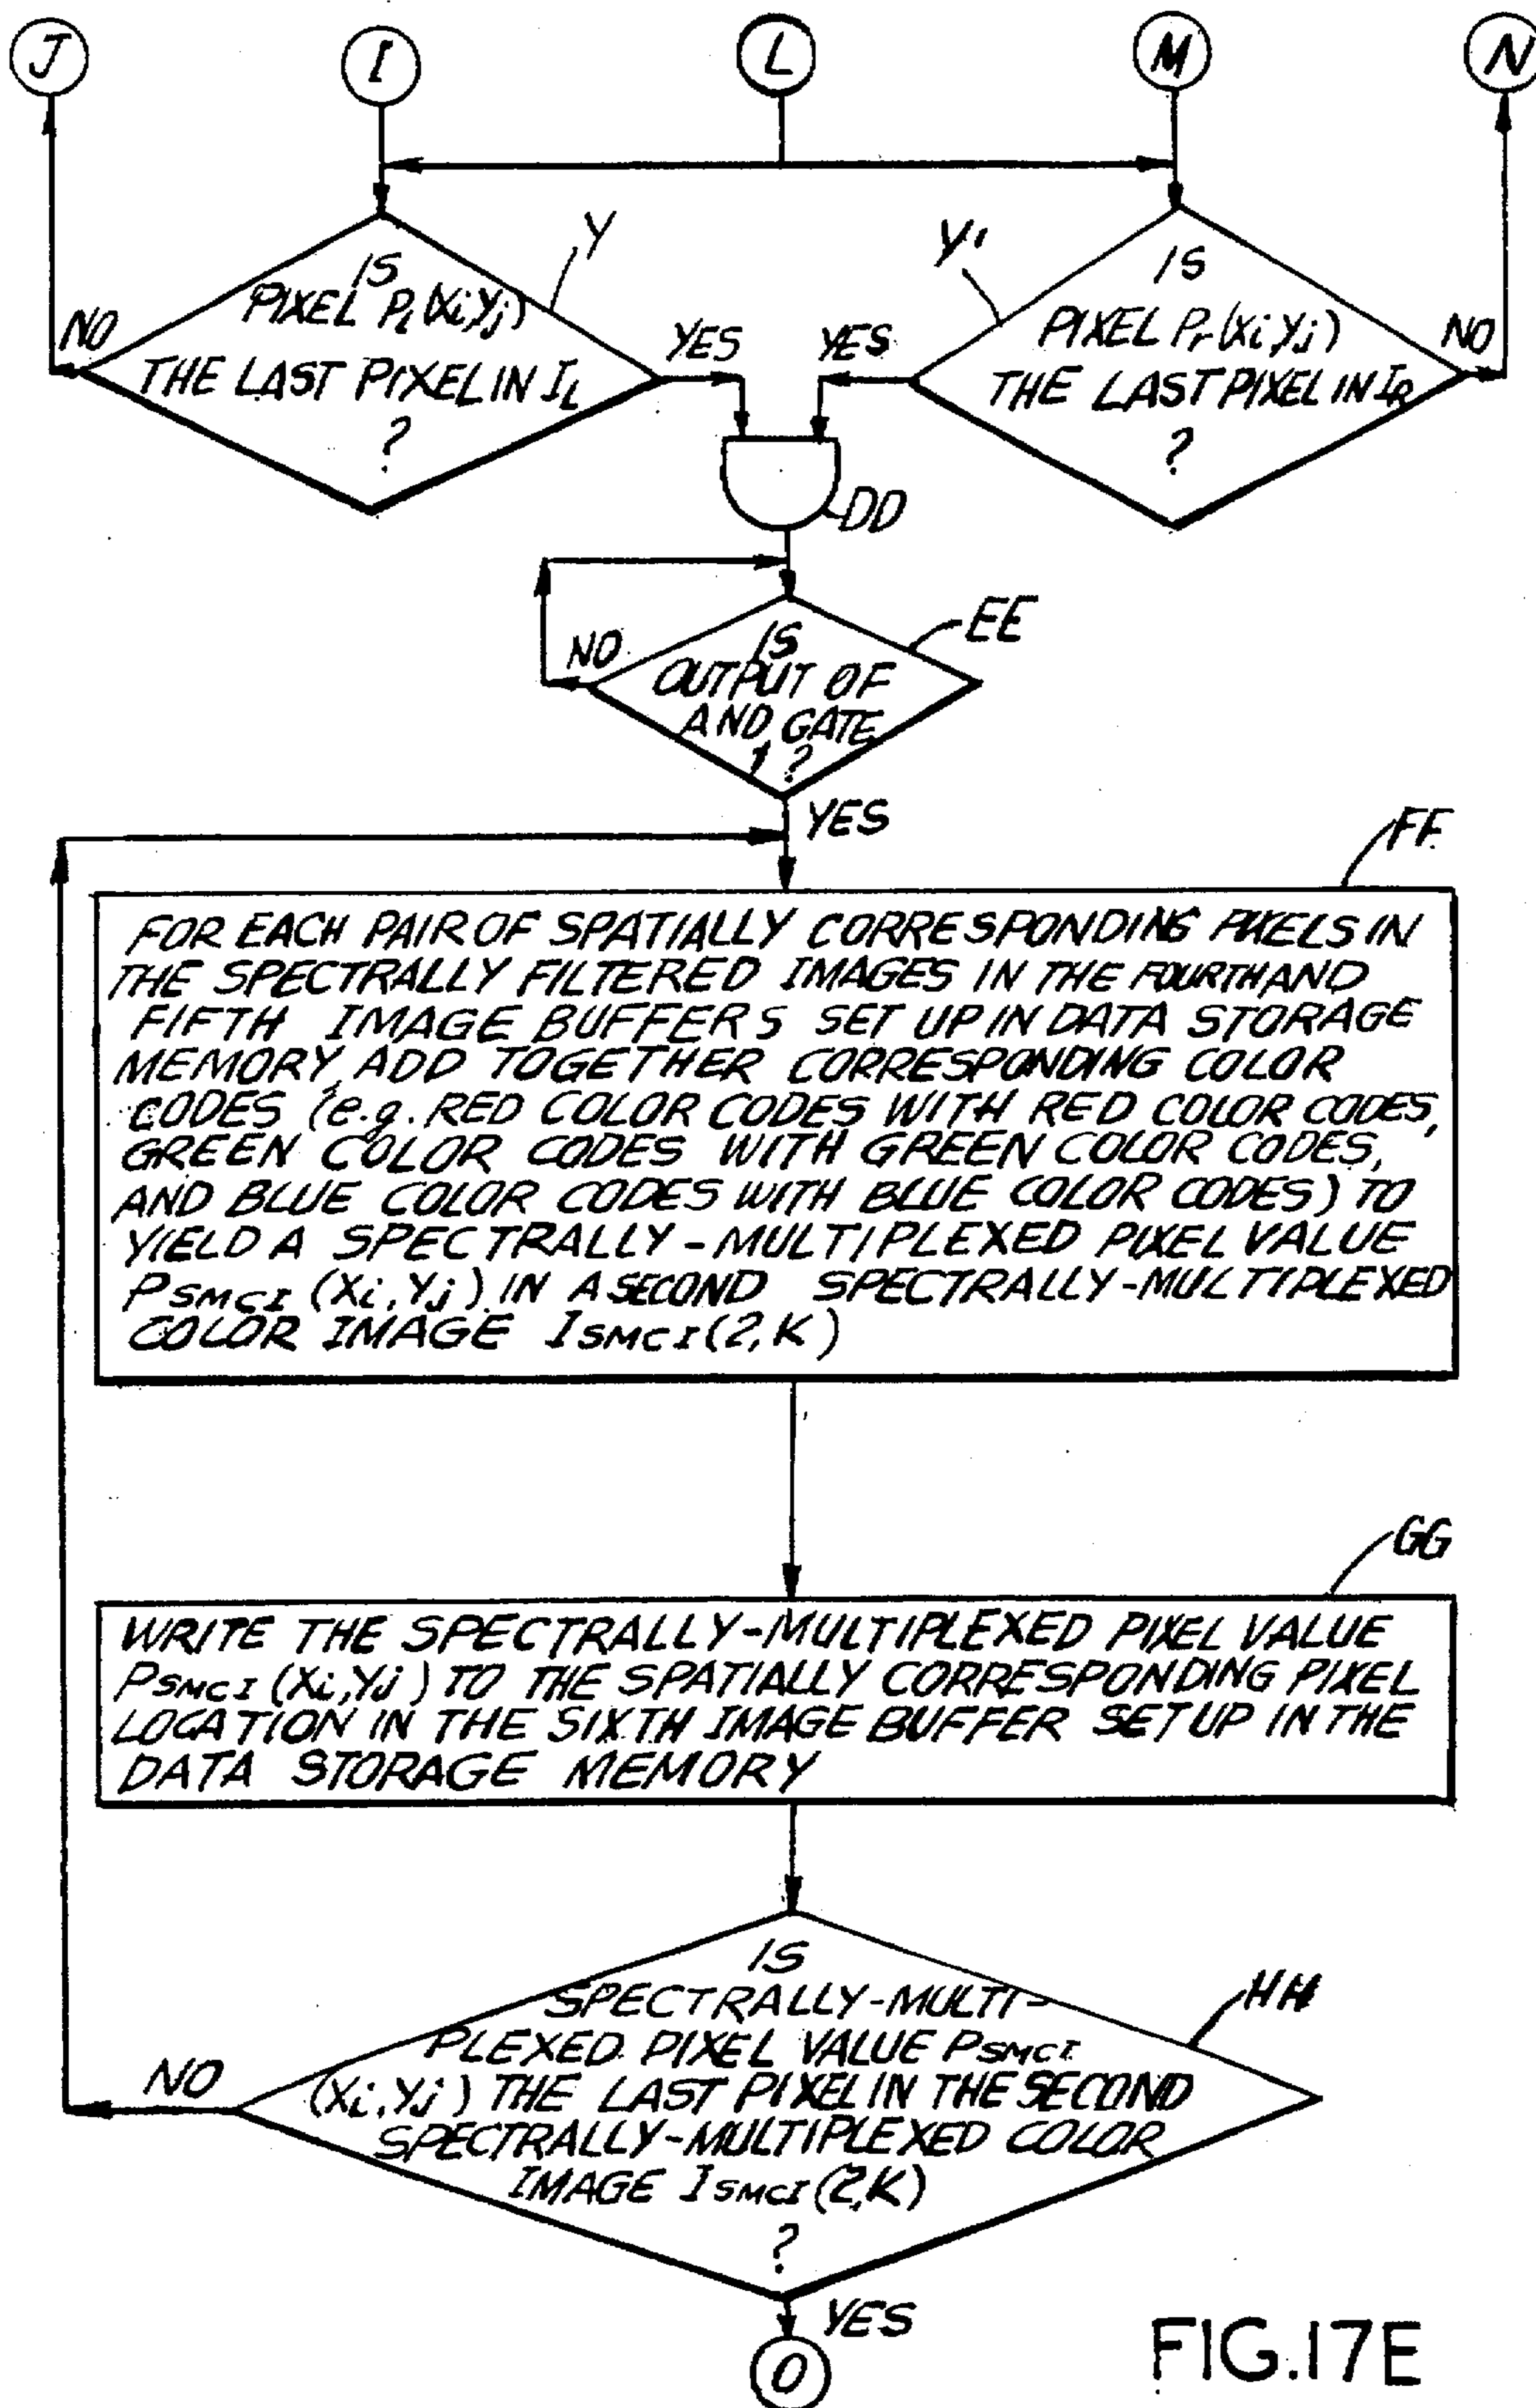 J
I
L
M
N
Y
Y'
IS
PIXEL Pl(Xi,Yj)
THE LAST PIXEL IN IL
?
NO
YES
IS
PIXEL Pr(Xi,Yj)
THE LAST PIXEL IN IR
?
YES
NO
DD
EE
IS
OUTPUT OF
AND GATE
1 ?
NO
YES
FF
FOR EACH PAIR OF SPATIALLY CORRESPONDING PIXELS IN
THE SPECTRALLY FILTERED IMAGES IN THE FOURTH AND
FIFTH IMAGE BUFFERS SET UP IN DATA STORAGE
MEMORY, ADD TOGETHER CORRESPONDING COLOR
CODES (e.g. RED COLOR CODES WITH RED COLOR CODES,
GREEN COLOR CODES WITH GREEN COLOR CODES,
AND BLUE COLOR CODES WITH BLUE COLOR CODES) TO
YIELD A SPECTRALLY-MULTIPLEXED PIXEL VALUE
PSMCI (Xi,Yj) IN A SECOND SPECTRALLY-MULTIPLEXED
COLOR IMAGE ISMCI(2,K)
GG
WRITE THE SPECTRALLY-MULTIPLEXED PIXEL VALUE
PSMCI (Xi,Yj) TO THE SPATIALLY CORRESPONDING PIXEL
LOCATION IN THE SIXTH IMAGE BUFFER SET UP IN THE
DATA STORAGE MEMORY
HH
IS
SPECTRALLY-MULTI-
PLEXED PIXEL VALUE PSMCI
(Xi,Yj) THE LAST PIXEL IN THE SECOND
SPECTRALLY-MULTIPLEXED COLOR
IMAGE ISMCI(2,K)
?
NO
YES
O
FIG.17E